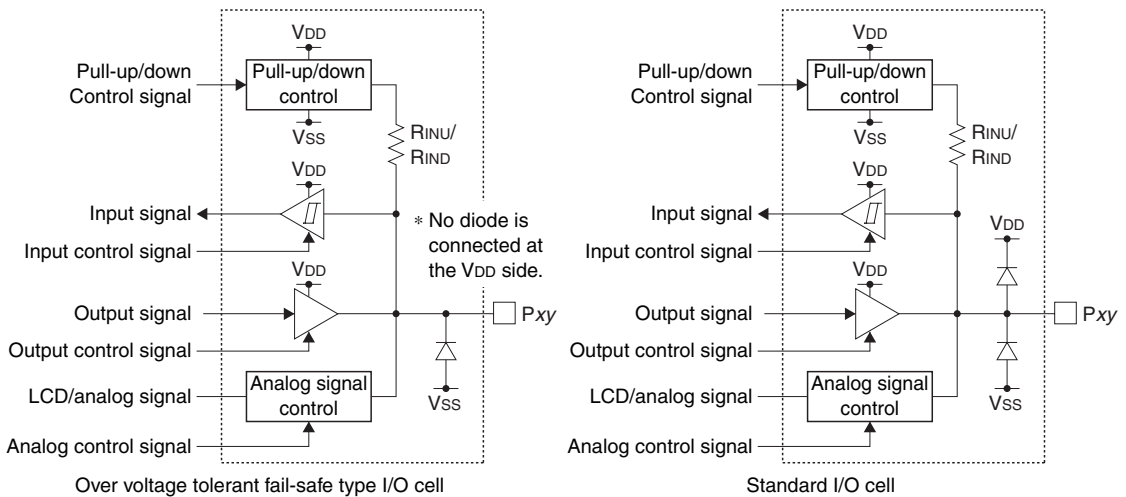 VDD
Pull-up/down
Control signal
Pull-up/down
control
VSS
RINU/
RIND
VDD
Input signal
Input control signal
* No diode is
connected at
the VDD side.
VDD
Output signal
Output control signal
Pxy
LCD/analog signal
Analog signal
control
VSS
Analog control signal
Over voltage tolerant fail-safe type I/O cell
VDD
Pull-up/down
Control signal
Pull-up/down
control
VSS
RINU/
RIND
VDD
Input signal
Input control signal
VDD
VDD
Output signal
Output control signal
Pxy
LCD/analog signal
Analog signal
control
VSS
Analog control signal
Standard I/O cell